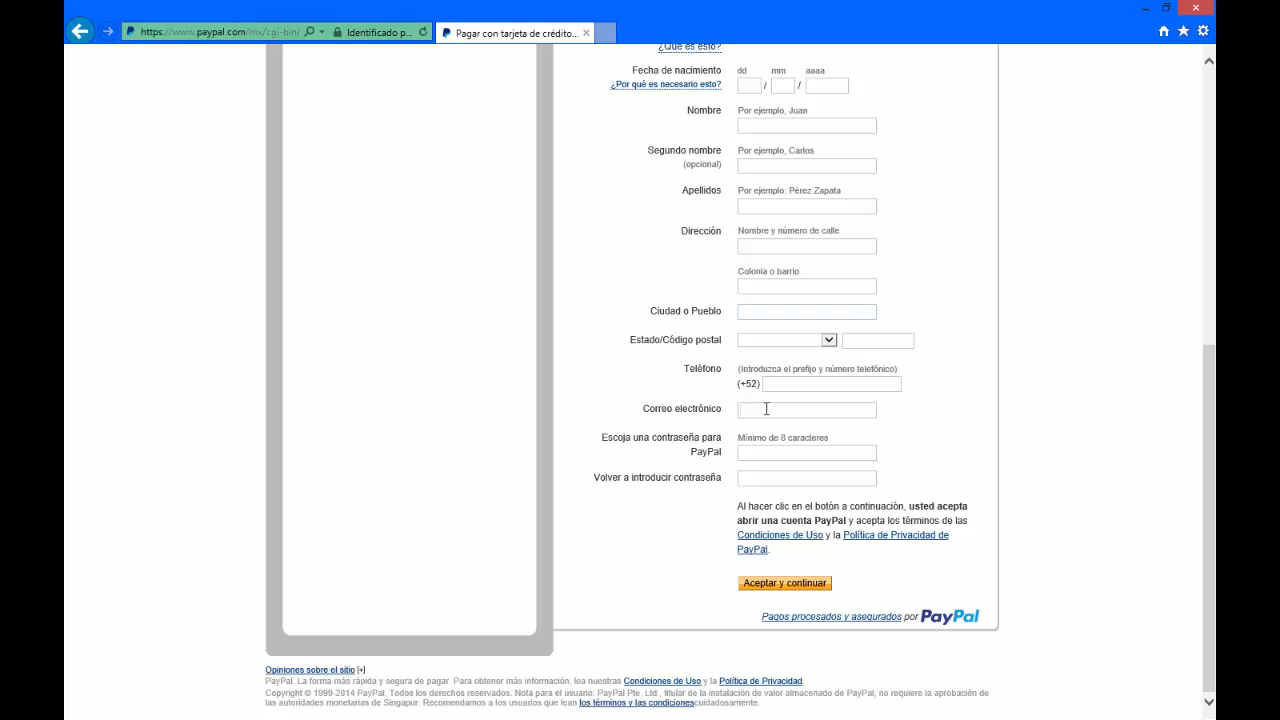 https://www.paypal.com/mx/cgi-bin/
Identificado p...
Pagar con tarjeta de crédito...
¿Qué es esto?
Fecha de nacimiento
dd mm aaaa
¿Por qué es necesario esto?
/ /
Nombre
Por ejemplo, Juan
Segundo nombre
Por ejemplo, Carlos
(opcional)
Apellidos
Por ejemplo: Pérez Zapata
Dirección
Nombre y número de calle
Colonia o barrio
Ciudad o Pueblo
Estado/Código postal
Teléfono
(Introduzca el prefijo y número telefónico)
(+52)
Correo electrónico
Escoja una contraseña para
PayPal
Mínimo de 8 caracteres
Volver a introducir contraseña
Al hacer clic en el botón a continuación, usted acepta
abrir una cuenta PayPal y acepta los términos de las
Condiciones de Uso y la Política de Privacidad de
PayPal.
Aceptar y continuar
Pagos procesados y asegurados por PayPal
Opiniones sobre el sitio [+]
PayPal. La forma más rápida y segura de pagar. Para obtener más información, lea nuestras Condiciones de Uso y la Política de Privacidad.
Copyright © 1999-2014 PayPal. Todos los derechos reservados. Nota para el usuario: PayPal Pte. Ltd., titular de la instalación de valor almacenado de PayPal, no requiere la aprobación de
las autoridades monetarias de Singapur. Recomendamos a los usuarios que lean los términos y las condicionescuidadosamente.